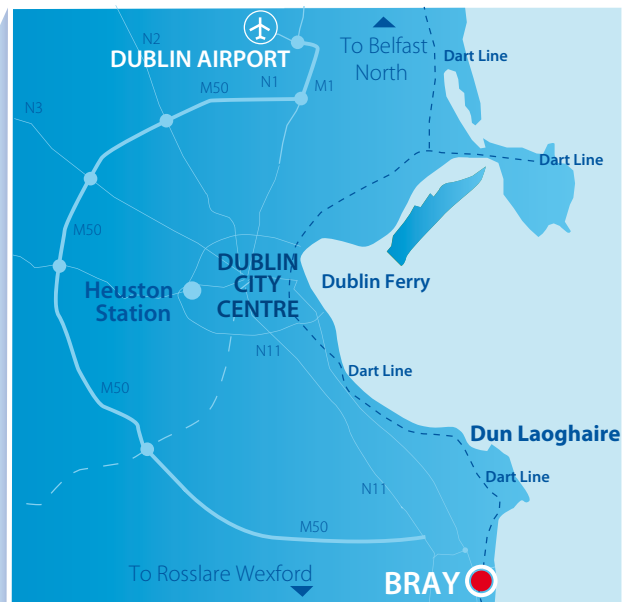 N2
DUBLIN AIRPORT
To Belfast
North
Dart Line
M50
N1
M1
N3
Dart Line
M50
DUBLIN
CITY
CENTRE
Dublin Ferry
Heuston
Station
N11
Dart Line
M50
Dun Laoghaire
Dart Line
N11
M50
To Rosslare Wexford
BRAY